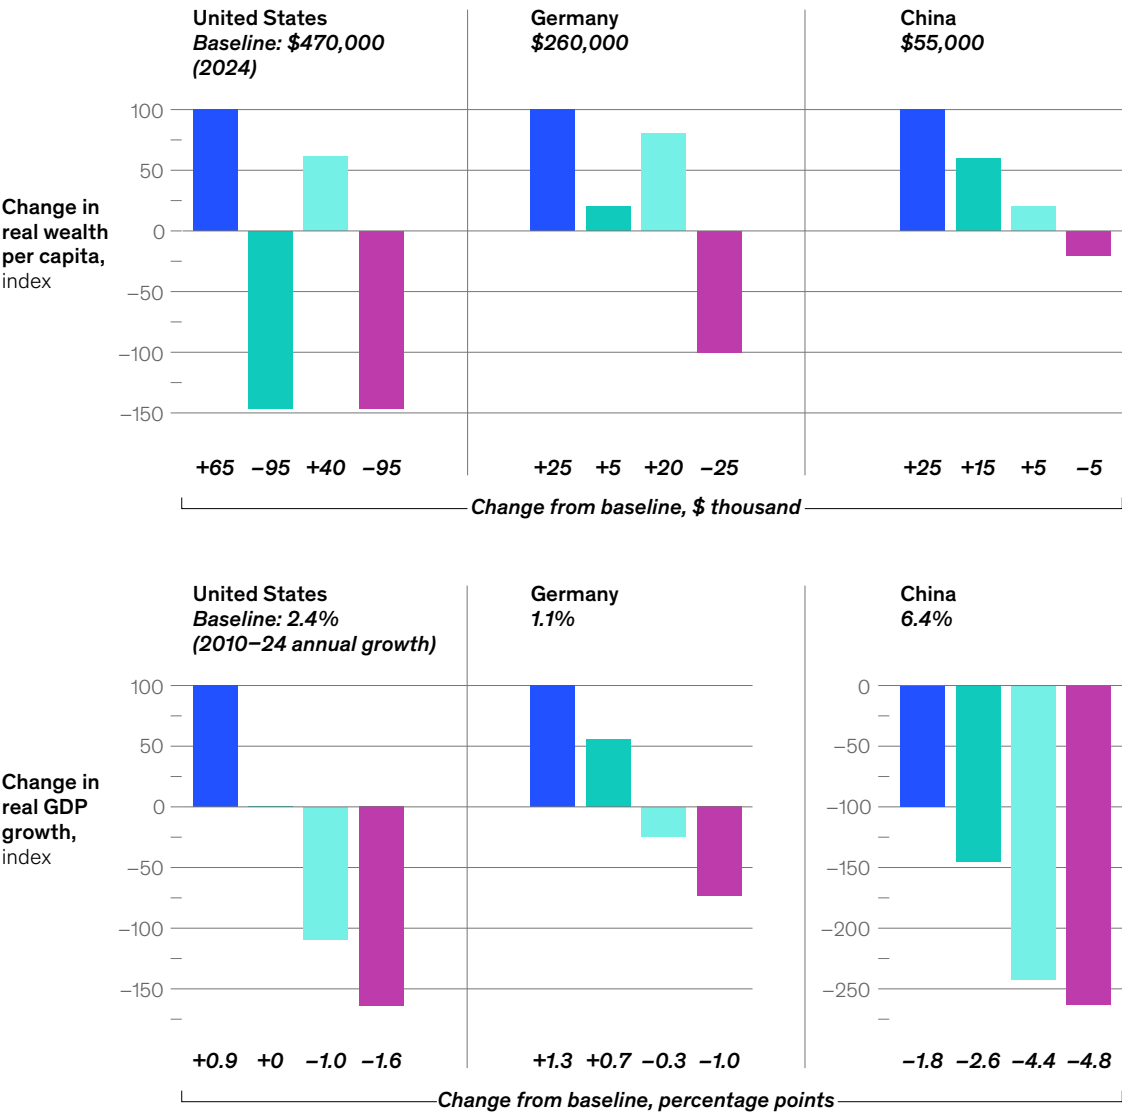 United States
Baseline: $470,000
(2024)
Germany
$260,000
China
$55,000
Change in
real wealth
per capita,
index
100
50
0
−50
−100
−150
+65 −95 +40 −95
+25 +5 +20 −25
+25 +15 +5 −5
Change from baseline, $ thousand
United States
Baseline: 2.4%
(2010–24 annual growth)
Germany
1.1%
China
6.4%
Change in
real GDP
growth,
index
100
50
0
−50
−100
−150
0
−50
−100
−150
−200
−250
+0.9 +0 −1.0 −1.6
+1.3 +0.7 −0.3 −1.0
−1.8 −2.6 −4.4 −4.8
Change from baseline, percentage points